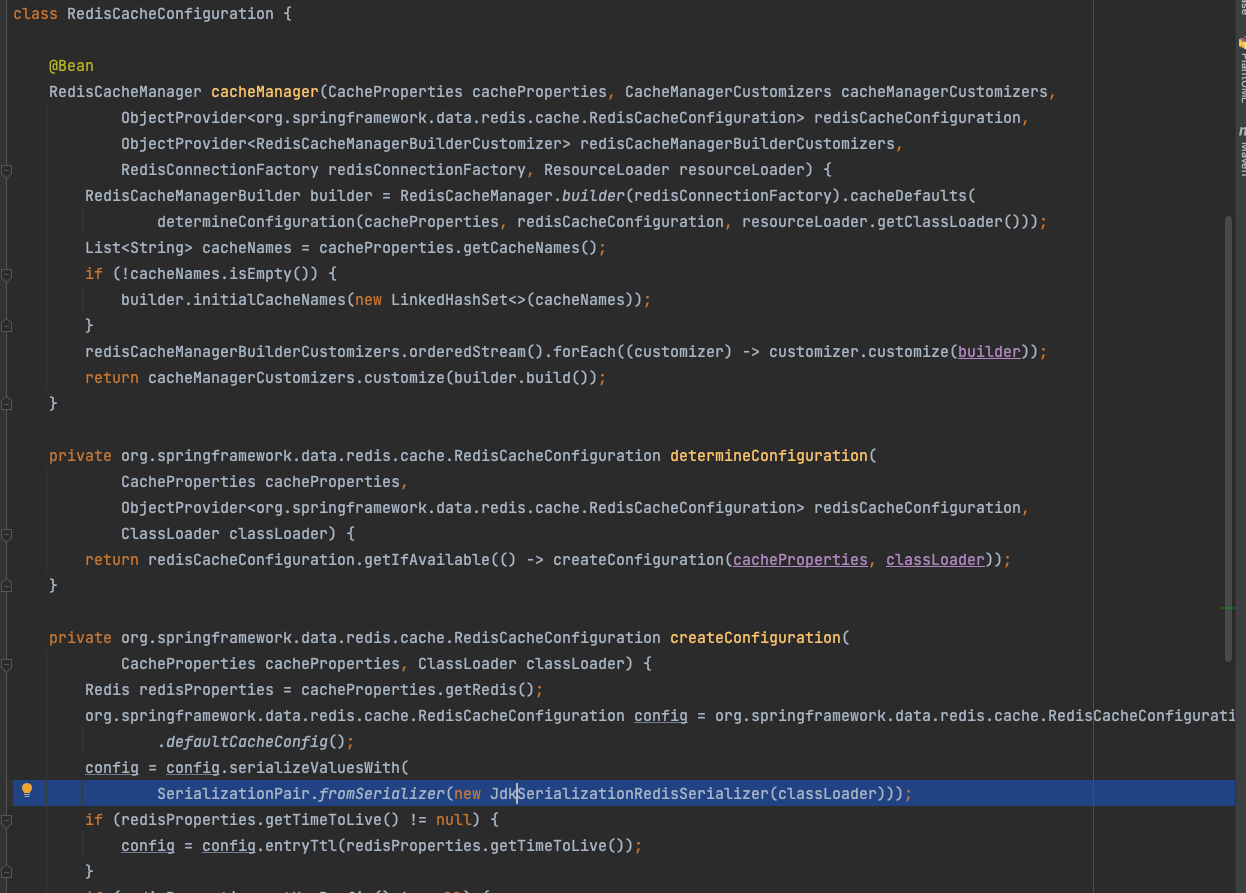 class RedisCacheConfiguration {
@Bean
RedisCacheManager cacheManager(CacheProperties cacheProperties, CacheManagerCustomizers cacheManagerCustomizers,
ObjectProvider<org.springframework.data.redis.cache.RedisCacheConfiguration> redisCacheConfiguration,
ObjectProvider<RedisCacheManagerBuilderCustomizer> redisCacheManagerBuilderCustomizers,
RedisConnectionFactory redisConnectionFactory, ResourceLoader resourceLoader) {
RedisCacheManagerBuilder builder = RedisCacheManager.builder(redisConnectionFactory).cacheDefaults(
determineConfiguration(cacheProperties, redisCacheConfiguration, resourceLoader.getClassLoader()));
List<String> cacheNames = cacheProperties.getCacheNames();
if (!cacheNames.isEmpty()) {
builder.initialCacheNames(new LinkedHashSet<>(cacheNames));
}
redisCacheManagerBuilderCustomizers.orderedStream().forEach((customizer) -> customizer.customize(builder));
return cacheManagerCustomizers.customize(builder.build());
}
private org.springframework.data.redis.cache.RedisCacheConfiguration determineConfiguration(
CacheProperties cacheProperties,
ObjectProvider<org.springframework.data.redis.cache.RedisCacheConfiguration> redisCacheConfiguration,
ClassLoader classLoader) {
return redisCacheConfiguration.getIfAvailable(() -> createConfiguration(cacheProperties, classLoader));
}
private org.springframework.data.redis.cache.RedisCacheConfiguration createConfiguration(
CacheProperties cacheProperties, ClassLoader classLoader) {
Redis redisProperties = cacheProperties.getRedis();
org.springframework.data.redis.cache.RedisCacheConfiguration config = org.springframework.data.redis.cache.RedisCacheConfigurati
.defaultCacheConfig();
config = config.serializeValuesWith(
SerializationPair.fromSerializer(new JdkSerializationRedisSerializer(classLoader)));
if (redisProperties.getTimeToLive() != null) {
config = config.entryTtl(redisProperties.getTimeToLive());
}
PlantUML
Maven